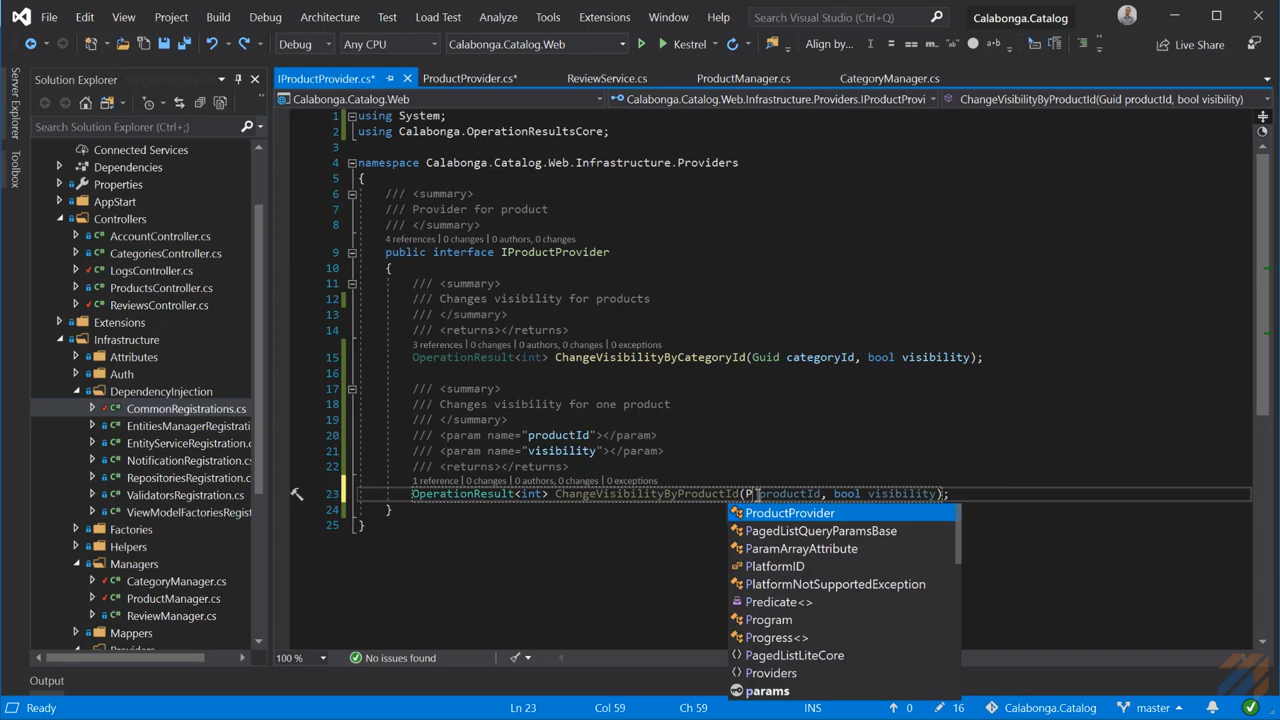 File Edit View Project Build Debug Architecture Test Load Test Analyze Tools Extensions Window Help Search Visual Studio (Ctrl+Q) Calabonga.Catalog
Debug Any CPU Calabonga.Catalog.Web Kestrel Align by... Live Share
Server Explorer
Toolbox
Solution Explorer
Search Solution Explorer (Ctrl+;)
Connected Services
Dependencies
Properties
AppStart
Controllers
AccountController.cs
CategoriesController.cs
LogsController.cs
ProductsController.cs
ReviewsController.cs
Extensions
Infrastructure
Attributes
Auth
DependencyInjection
CommonRegistrations.cs
EntitiesManagerRegistrati
EntityServiceRegistration.
NotificationRegistration.cs
RepositoriesRegistration.c
ValidatorsRegistration.cs
ViewModelFactoriesRegist
Factories
Helpers
Managers
CategoryManager.cs
ProductManager.cs
ReviewManager.cs
Mappers
IProductProvider.cs* ProductProvider.cs* ReviewService.cs ProductManager.cs CategoryManager.cs
Calabonga.Catalog.Web Calabonga.Catalog.Web.Infrastructure.Providers.IProductProvi ChangeVisibilityByProductId(Guid productId, bool visibility)
1 using System;
2 using Calabonga.OperationResultsCore;
3
4 namespace Calabonga.Catalog.Web.Infrastructure.Providers
5 {
6 /// <summary>
7 /// Provider for product
8 /// </summary>
4 references | 0 changes | 0 authors, 0 changes
9 public interface IProductProvider
10 {
11 /// <summary>
12 /// Changes visibility for products
13 /// </summary>
14 /// <returns></returns>
3 references | 0 changes | 0 authors, 0 changes | 0 exceptions
15 OperationResult<int> ChangeVisibilityByCategoryId(Guid categoryId, bool visibility);
16
17 /// <summary>
18 /// Changes visibility for one product
19 /// </summary>
20 /// <param name="productId"></param>
21 /// <param name="visibility"></param>
22 /// <returns></returns>
1 reference | 0 changes | 0 authors, 0 changes | 0 exceptions
23 OperationResult<int> ChangeVisibilityByProductId(P productId, bool visibility);
24 }
25 }
ProductProvider
PagedListQueryParamsBase
ParamArrayAttribute
PlatformID
PlatformNotSupportedException
Predicate<>
Program
Progress<>
PagedListLiteCore
Providers
params
100 % No issues found
Output
Ready Ln 23 Col 59 Ch 59 INS 0 16 Calabonga.Catalog master